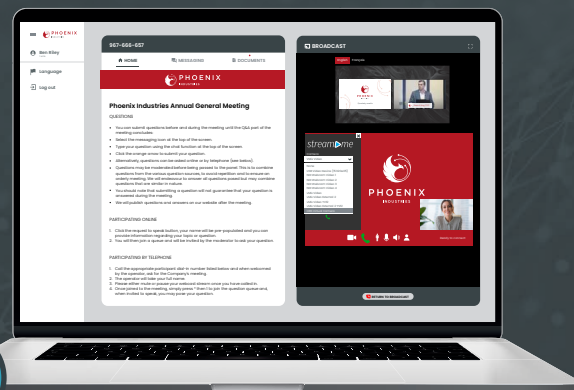 PHOENIX
INDUSTRIES
Ben Riley
Language
Log out
967-666-657
HOME
MESSAGING
DOCUMENTS
PHOENIX
INDUSTRIES
Phoenix Industries Annual General Meeting
QUESTIONS
• You can submit questions before and during the meeting until the Q&A part of the
meeting concludes.
• Select the messaging icon at the top of the screen
• Type your question using the chat function at the top of the screen
• Click the orange arrow to submit your question
• Alternatively, questions can be asked online or by telephone (see below)
• Questions may be moderated before being passed to the panel. This is to combine
questions from the various question sources, to avoid repetition and to ensure an
orderly meeting. We will endeavour to answer all questions posed but may combine
questions that are similar in nature.
• You should note that submitting a question will not guarantee that your question is
answered during the meeting.
• We will publish questions and answers on our website after the meeting.
PARTICIPATING ONLINE
1. Click the request to speak button, your name will be pre-populated and you can
provide information regarding your topic or question.
2. You will then join a queue and will be invited by the moderator to ask your question.
PARTICIPATING BY TELEPHONE
1. Call the appropriate participant dial-in number listed below and when welcomed
by the operator, ask for the Company's meeting.
2. The operator will take your full name.
3. Please either mute or pause your webcast stream once you have called in.
4. Once joined to the meeting, simply press * then 1 to join the question queue and,
when invited to speak, you may pose your question.
BROADCAST
English
Français
streamme
PHOENIX
INDUSTRIES
RETURN TO BROADCAST